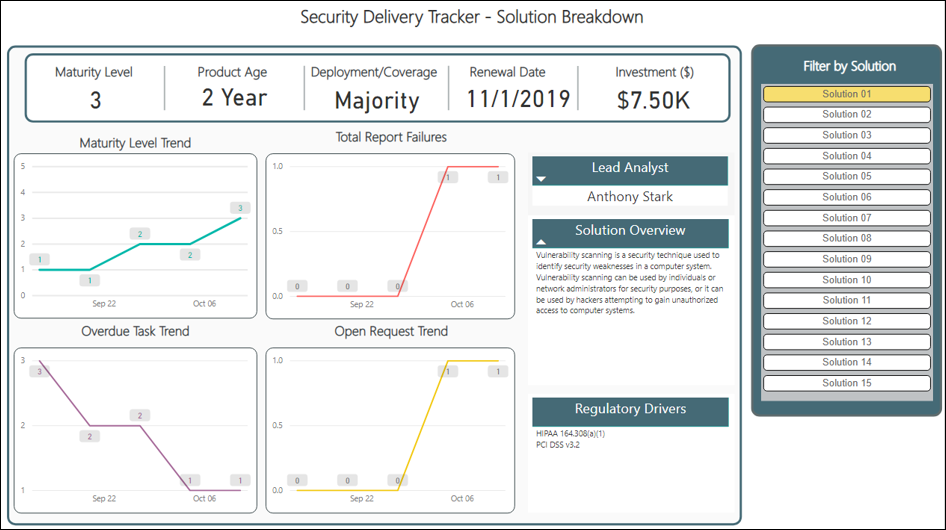 Security Delivery Tracker - Solution Breakdown
Maturity Level
3
Product Age
2 Year
Deployment/Coverage
Majority
Renewal Date
11/1/2019
Investment ($)
$7.50K
Maturity Level Trend
5
4
3
2
1
0
1
1
2
2
3
Sep 22
Oct 06
Total Report Failures
1.0
0.5
0.0
0
0
0
1
1
Sep 22
Oct 06
Overdue Task Trend
3
2
1
3
2
2
1
1
Sep 22
Oct 06
Open Request Trend
1.0
0.5
0.0
0
0
0
1
1
Sep 22
Oct 06
Lead Analyst
Anthony Stark
Solution Overview
Vulnerability scanning is a security technique used to
identify security weaknesses in a computer system.
Vulnerability scanning can be used by individuals or
network administrators for security purposes, or it can
be used by hackers attempting to gain unauthorized
access to computer systems.
Regulatory Drivers
HIPAA 164.308(a)(1)
PCI DSS v3.2
Filter by Solution
Solution 01
Solution 02
Solution 03
Solution 04
Solution 05
Solution 06
Solution 07
Solution 08
Solution 09
Solution 10
Solution 11
Solution 12
Solution 13
Solution 14
Solution 15